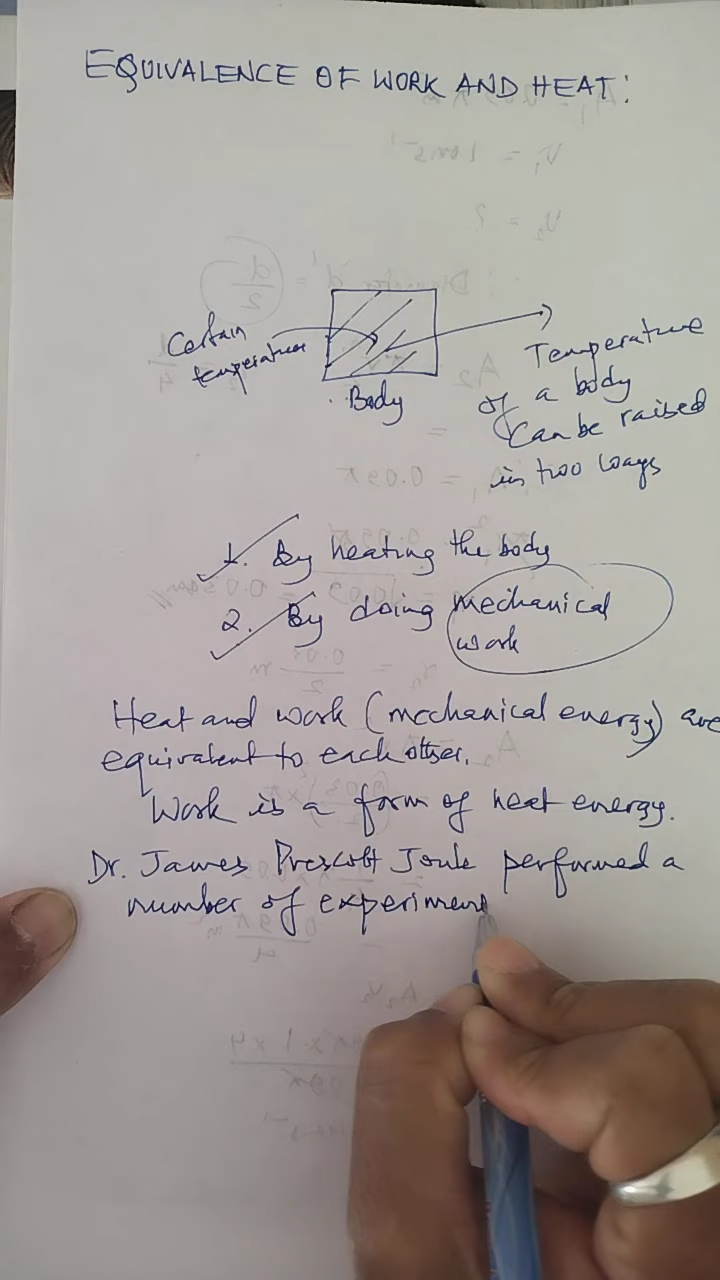 EQUIVALENCE OF WORK AND HEAT:
Certain
temperature
Body
Temperature
of a body
can be raised
in two ways
1. By heating the body
2. By doing mechanical
work
Heat and work (mechanical energy) are
equivalent to each other.
Work is a form of heat energy.
Dr. James Prescott Joule performed a
number of experiment